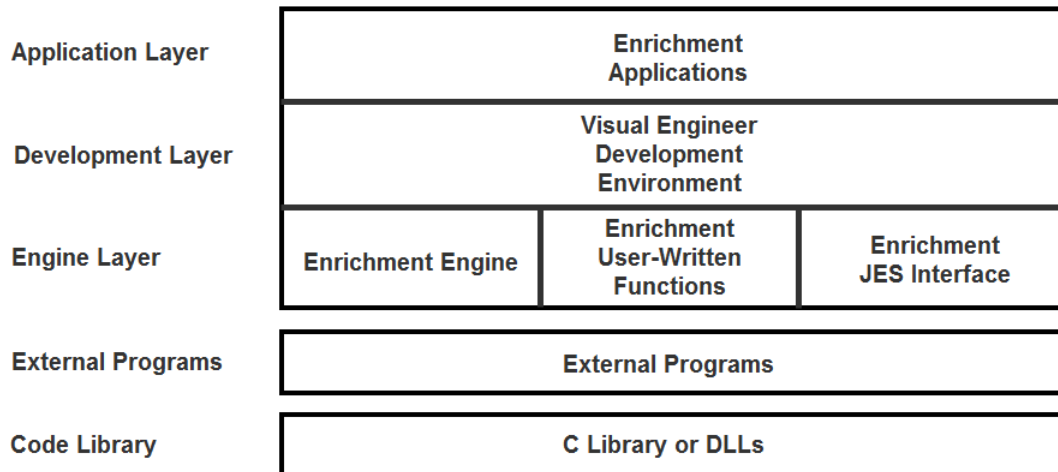 Application Layer
Enrichment
Applications
Development Layer
Visual Engineer
Development
Environment
Engine Layer
Enrichment Engine
Enrichment
User-Written
Functions
Enrichment
JES Interface
External Programs
External Programs
Code Library
C Library or DLLs